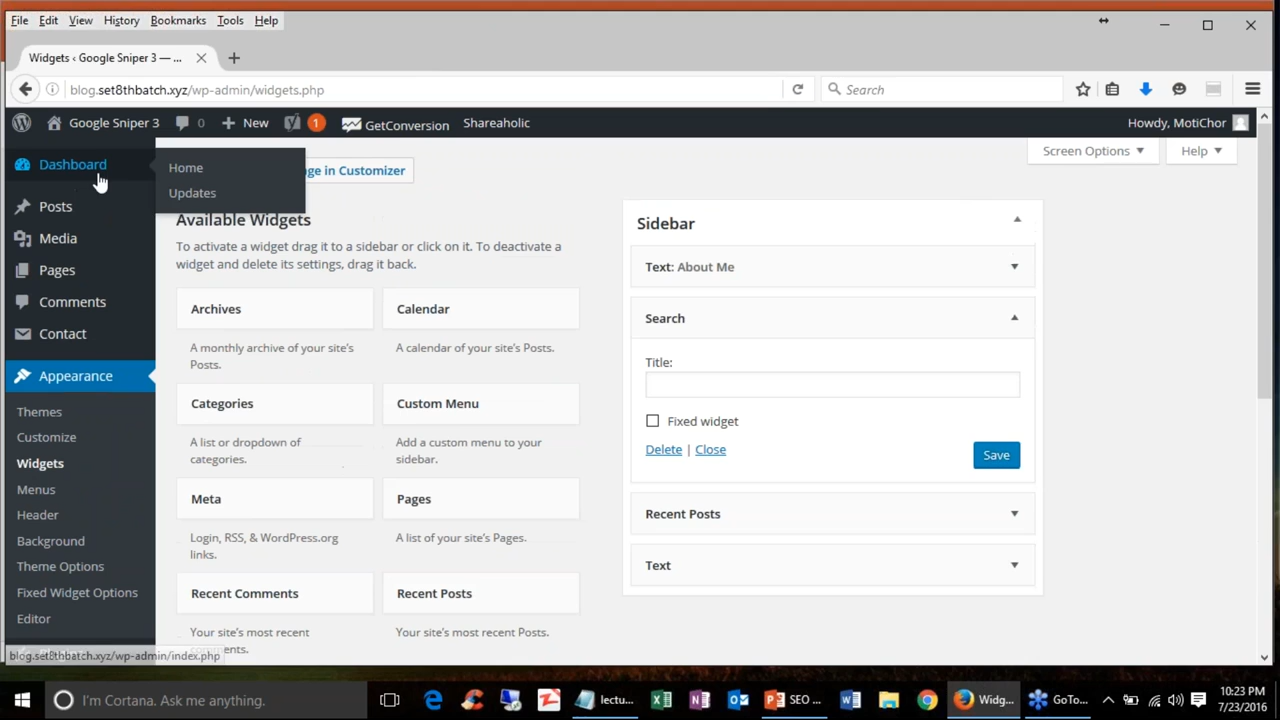 File Edit View History Bookmarks Tools Help
Widgets ‹ Google Sniper 3 — ...
blog.set8thbatch.xyz/wp-admin/widgets.php
Search
Google Sniper 3 0 New 1 GetConversion Shareaholic Howdy, MotiChor
Dashboard
Home
Updates
Posts
Media
Pages
Comments
Contact
Appearance
Themes
Customize
Widgets
Menus
Header
Background
Theme Options
Fixed Widget Options
Editor
ge in Customizer
Screen Options
Help
Available Widgets
To activate a widget drag it to a sidebar or click on it. To deactivate a
widget and delete its settings, drag it back.
Archives
A monthly archive of your site's
Posts.
Calendar
A calendar of your site's Posts.
Categories
A list or dropdown of
categories.
Custom Menu
Add a custom menu to your
sidebar.
Meta
Login, RSS, & WordPress.org
links.
Pages
A list of your site's Pages.
Recent Comments
Your site's most recent
mments.
Recent Posts
Your site's most recent Posts.
Sidebar
Text: About Me
Search
Title:
Fixed widget
Delete | Close
Save
Recent Posts
Text
blog.set8thbatch.xyz/wp-admin/index.php
I'm Cortana. Ask me anything.
lectu...
SEO ...
Widg...
GoTo...
10:23 PM
7/23/2016